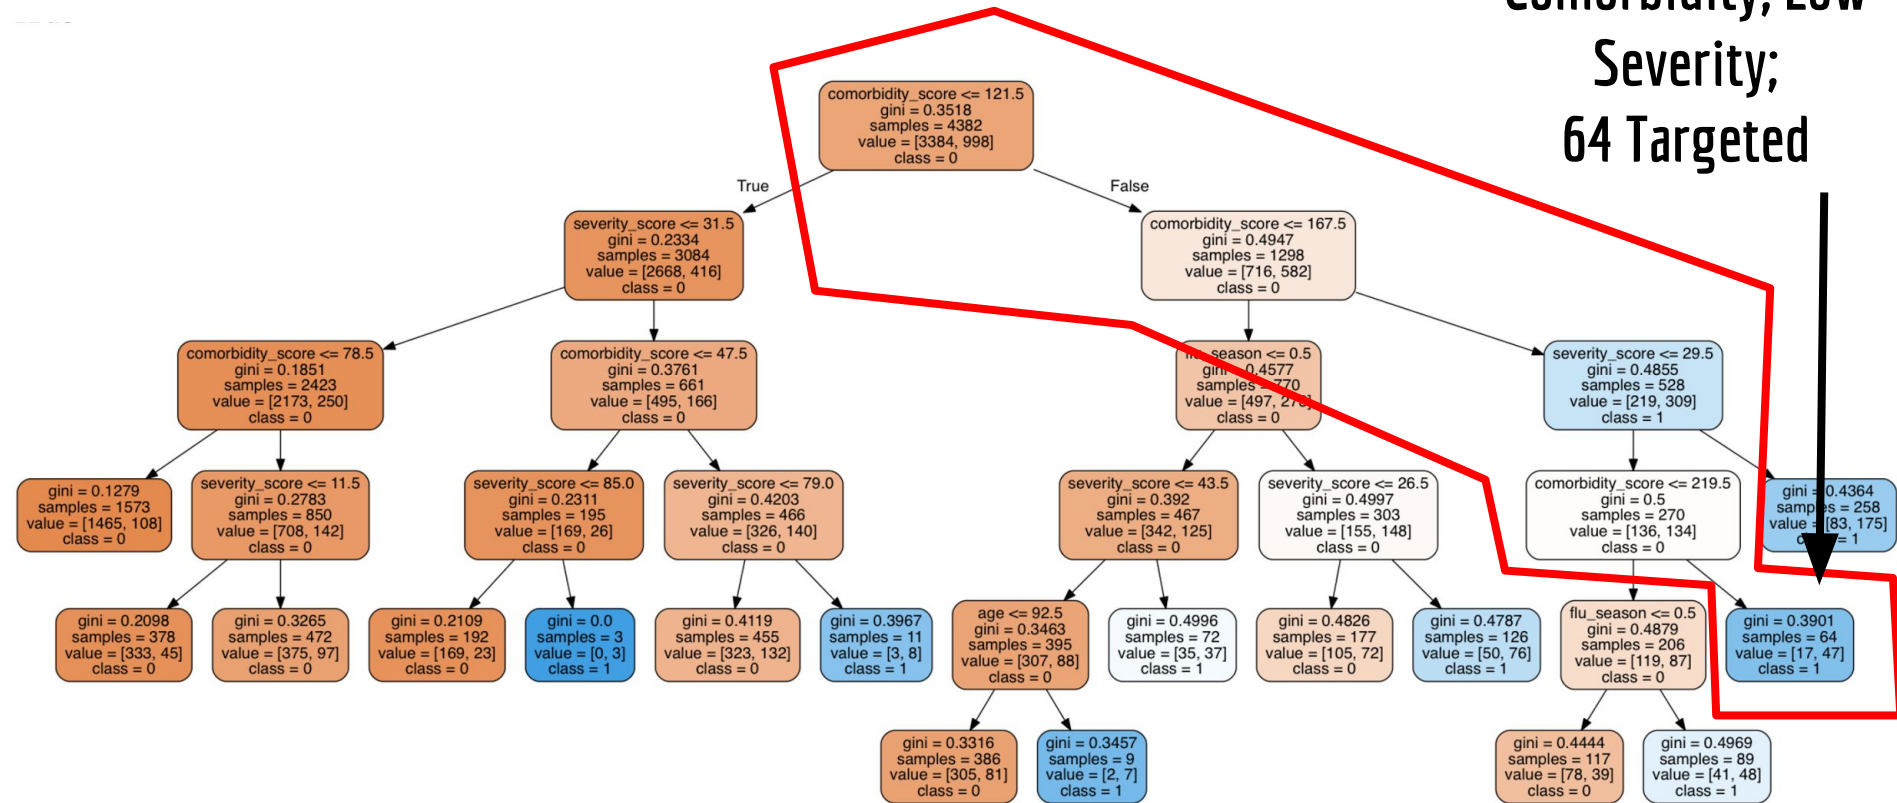 Comorbidity; Low
Severity;
64 Targeted
comorbidity_score <= 121.5
gini = 0.3518
samples = 4382
value = [3384, 998]
class = 0
True
False
severity_score <= 31.5
gini = 0.2334
samples = 3084
value = [2668, 416]
class = 0
comorbidity_score <= 167.5
gini = 0.4947
samples = 1298
value = [716, 582]
class = 0
comorbidity_score <= 78.5
gini = 0.1851
samples = 2423
value = [2173, 250]
class = 0
comorbidity_score <= 47.5
gini = 0.3761
samples = 661
value = [495, 166]
class = 0
flu_season <= 0.5
gini = 0.4577
samples = 770
value = [497, 273]
class = 0
severity_score <= 29.5
gini = 0.4855
samples = 528
value = [219, 309]
class = 1
gini = 0.1279
samples = 1573
value = [1465, 108]
class = 0
severity_score <= 11.5
gini = 0.2783
samples = 850
value = [708, 142]
class = 0
severity_score <= 85.0
gini = 0.2311
samples = 195
value = [169, 26]
class = 0
severity_score <= 79.0
gini = 0.4203
samples = 466
value = [326, 140]
class = 0
severity_score <= 43.5
gini = 0.392
samples = 467
value = [342, 125]
class = 0
severity_score <= 26.5
gini = 0.4997
samples = 303
value = [155, 148]
class = 0
comorbidity_score <= 219.5
gini = 0.5
samples = 270
value = [136, 134]
class = 0
gini = 0.4364
samples = 258
value = [83, 175]
class = 1
gini = 0.2098
samples = 378
value = [333, 45]
class = 0
gini = 0.3265
samples = 472
value = [375, 97]
class = 0
gini = 0.2109
samples = 192
value = [169, 23]
class = 0
gini = 0.0
samples = 3
value = [0, 3]
class = 1
gini = 0.4119
samples = 455
value = [323, 132]
class = 0
gini = 0.3967
samples = 11
value = [3, 8]
class = 1
age <= 92.5
gini = 0.3463
samples = 395
value = [307, 88]
class = 0
gini = 0.4996
samples = 72
value = [35, 37]
class = 1
gini = 0.4826
samples = 177
value = [105, 72]
class = 0
gini = 0.4787
samples = 126
value = [50, 76]
class = 1
flu_season <= 0.5
gini = 0.4879
samples = 206
value = [119, 87]
class = 0
gini = 0.3901
samples = 64
value = [17, 47]
class = 1
gini = 0.3316
samples = 386
value = [305, 81]
class = 0
gini = 0.3457
samples = 9
value = [2, 7]
class = 1
gini = 0.4444
samples = 117
value = [78, 39]
class = 0
gini = 0.4969
samples = 89
value = [41, 48]
class = 1